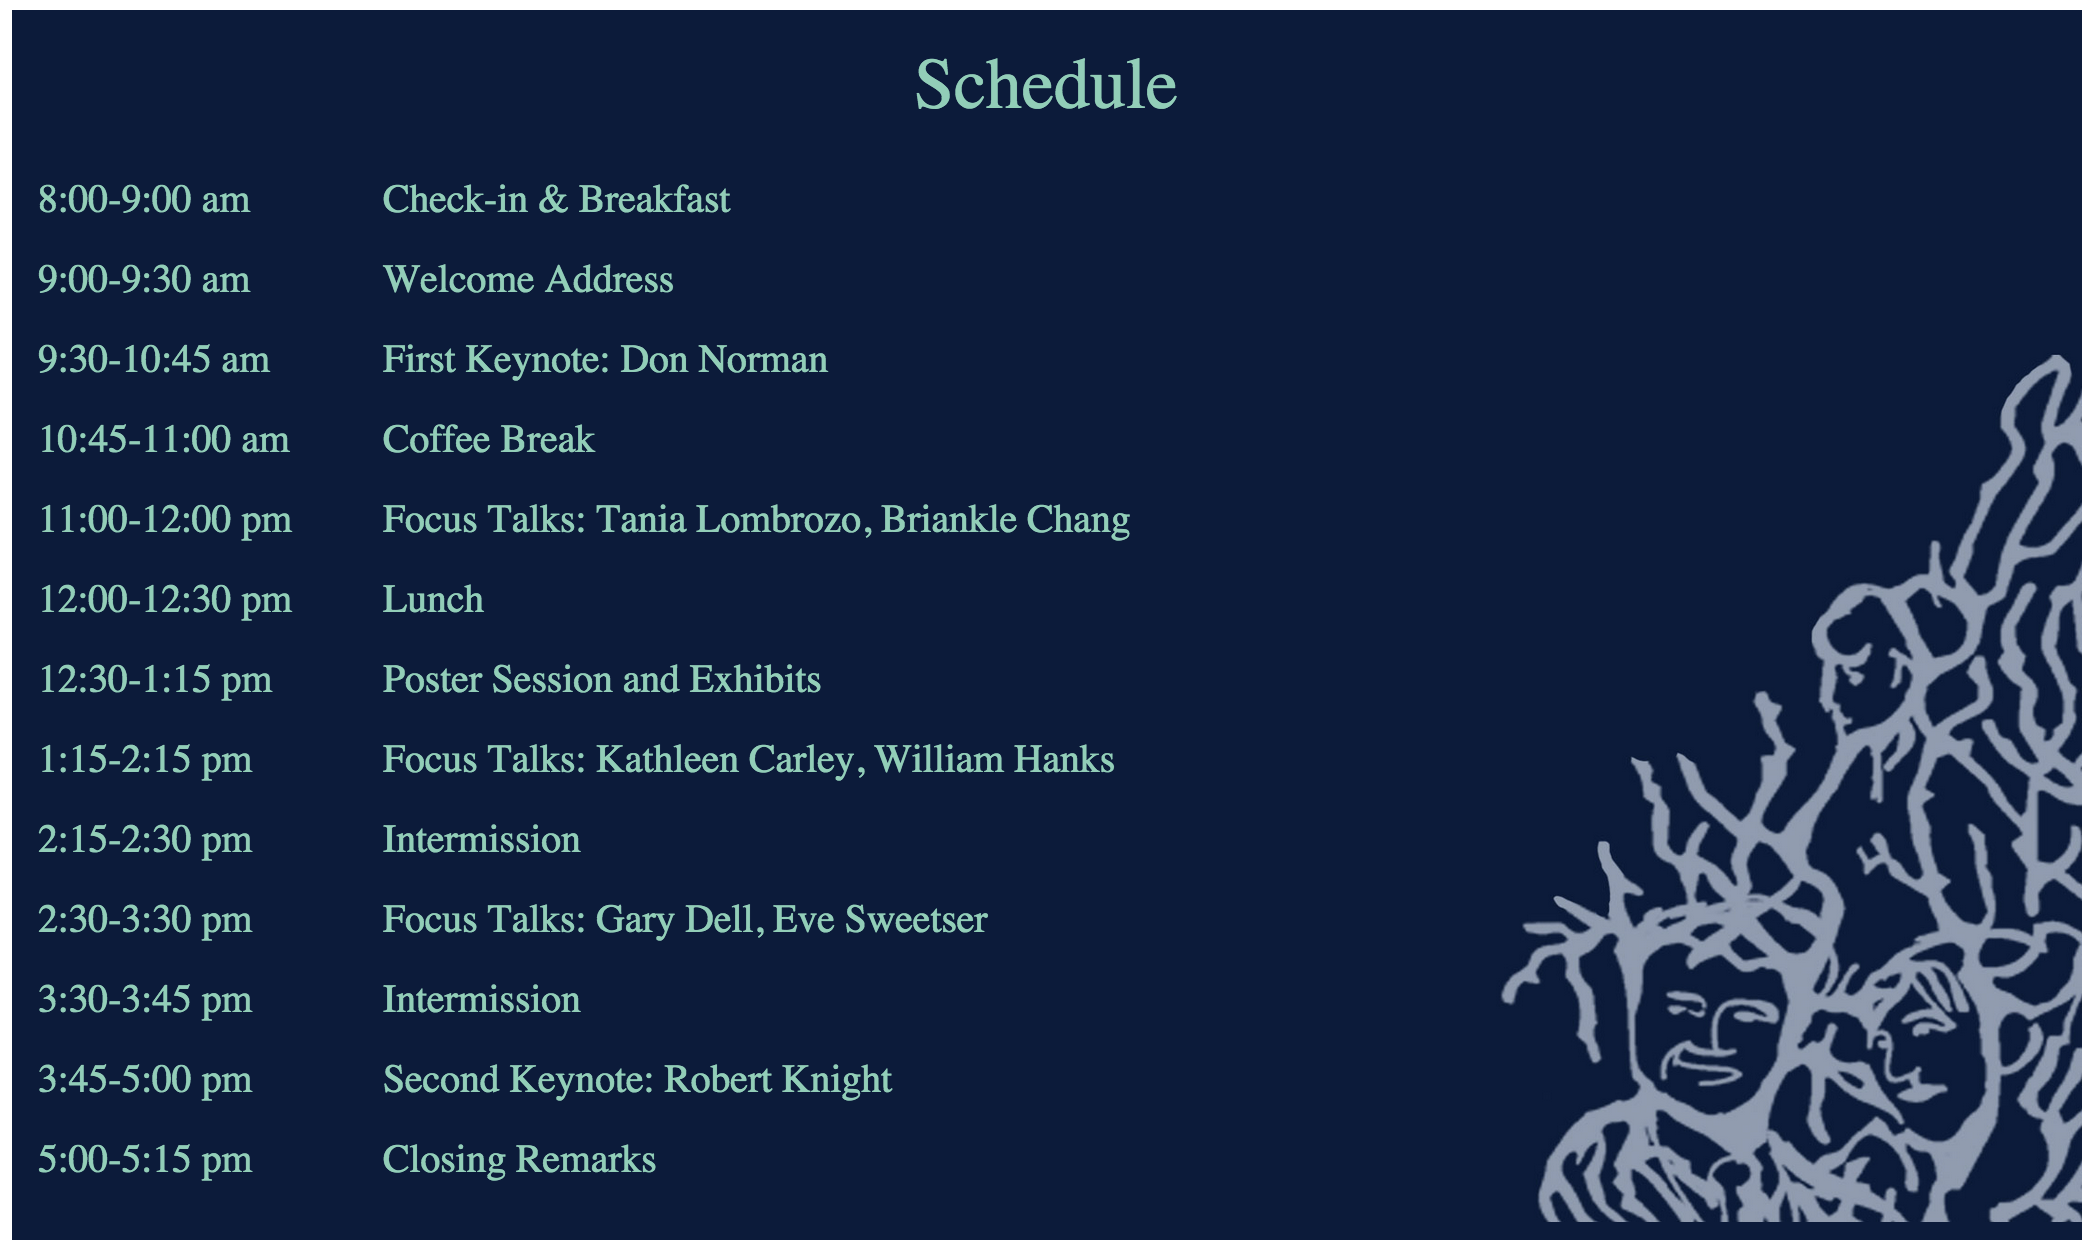 Schedule
8:00-9:00 am Check-in & Breakfast
9:00-9:30 am Welcome Address
9:30-10:45 am First Keynote: Don Norman
10:45-11:00 am Coffee Break
11:00-12:00 pm Focus Talks: Tania Lombrozo, Briankle Chang
12:00-12:30 pm Lunch
12:30-1:15 pm Poster Session and Exhibits
1:15-2:15 pm Focus Talks: Kathleen Carley, William Hanks
2:15-2:30 pm Intermission
2:30-3:30 pm Focus Talks: Gary Dell, Eve Sweetser
3:30-3:45 pm Intermission
3:45-5:00 pm Second Keynote: Robert Knight
5:00-5:15 pm Closing Remarks